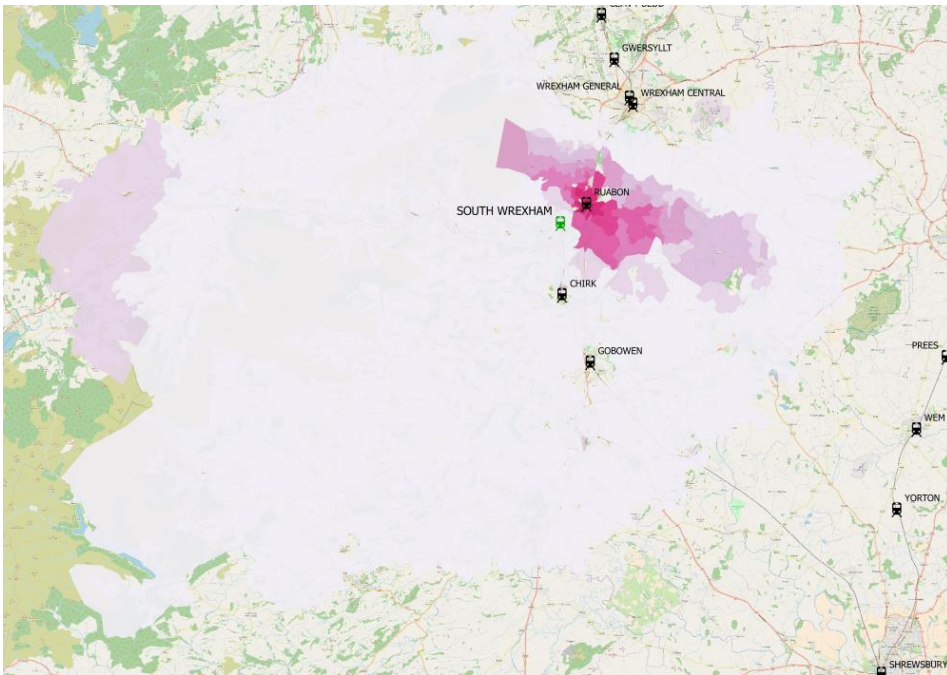 GWERSYLLT
WREXHAM GENERAL
WREXHAM CENTRAL
RUABON
SOUTH WREXHAM
CHIRK
GOBOWEN
PREES
WEM
YORTON
SHREWSBURY